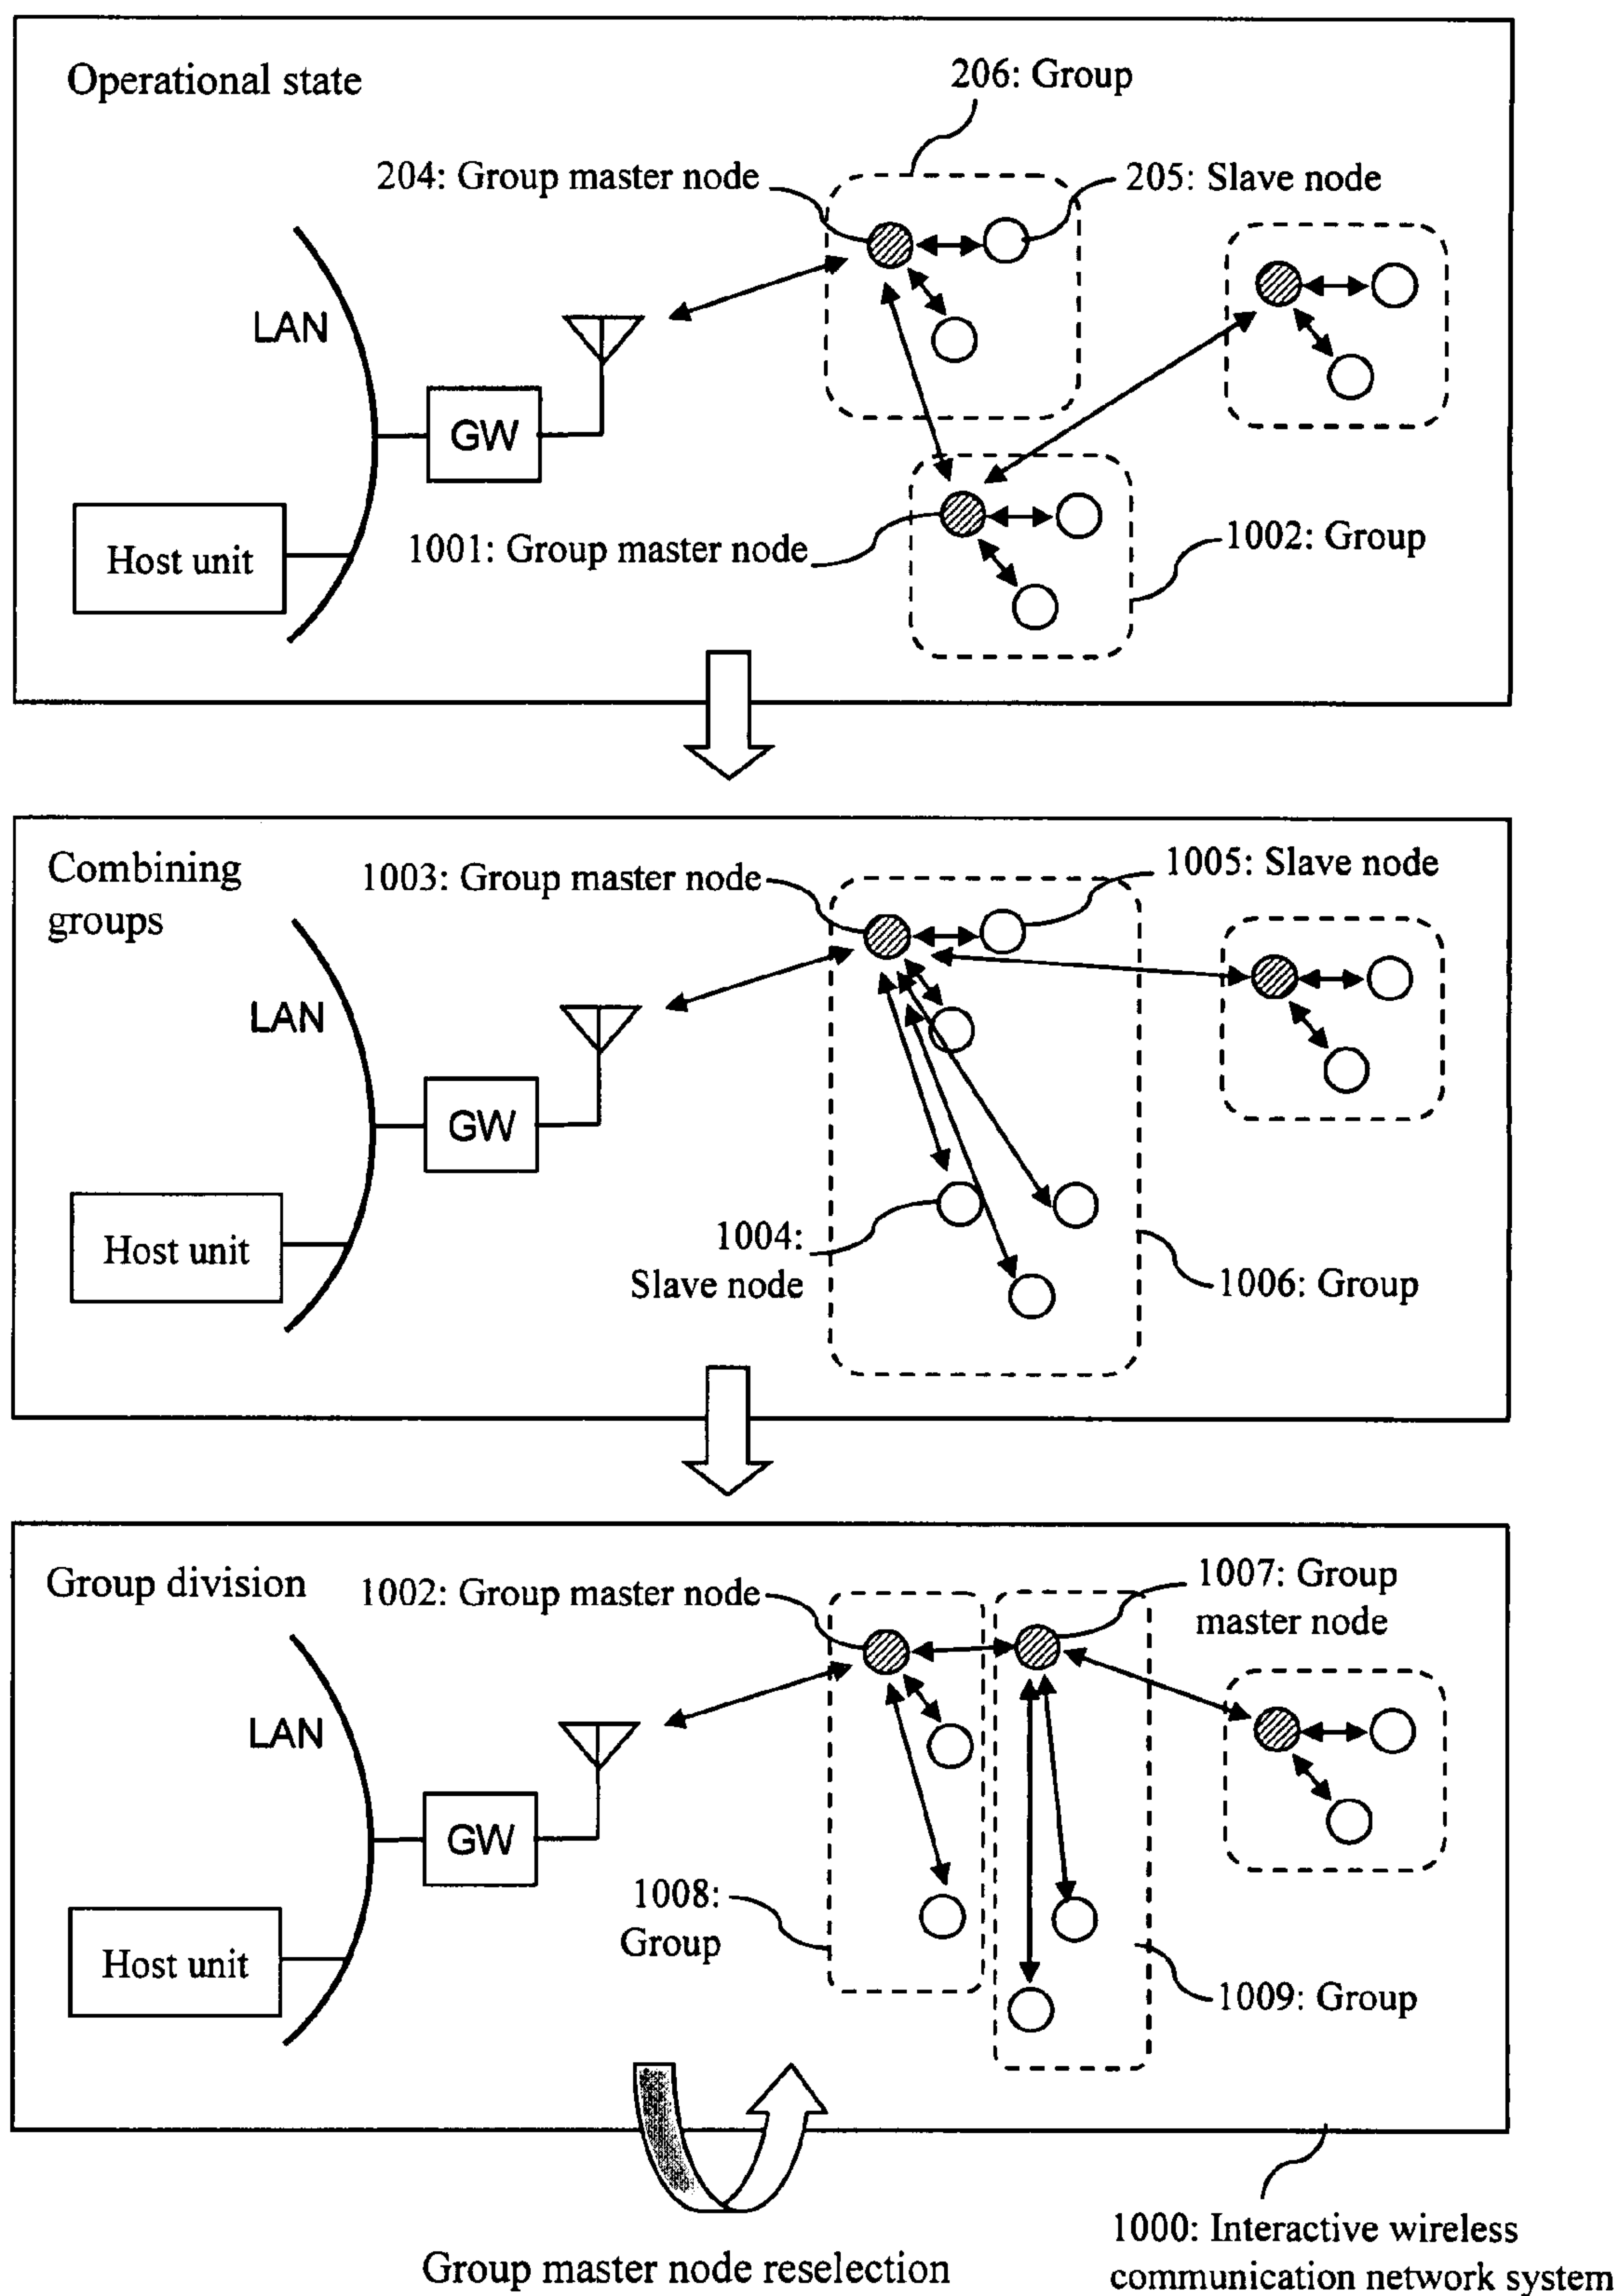 Operational state
206: Group
204: Group master node
205: Slave node
LAN
GW
Host unit
1001: Group master node
1002: Group
Combining
groups
1003: Group master node
1005: Slave node
LAN
GW
Host unit
1004:
Slave node
1006: Group
Group division
1002: Group master node
1007: Group
master node
LAN
GW
Host unit
1008:
Group
1009: Group
Group master node reselection
1000: Interactive wireless
communication network system